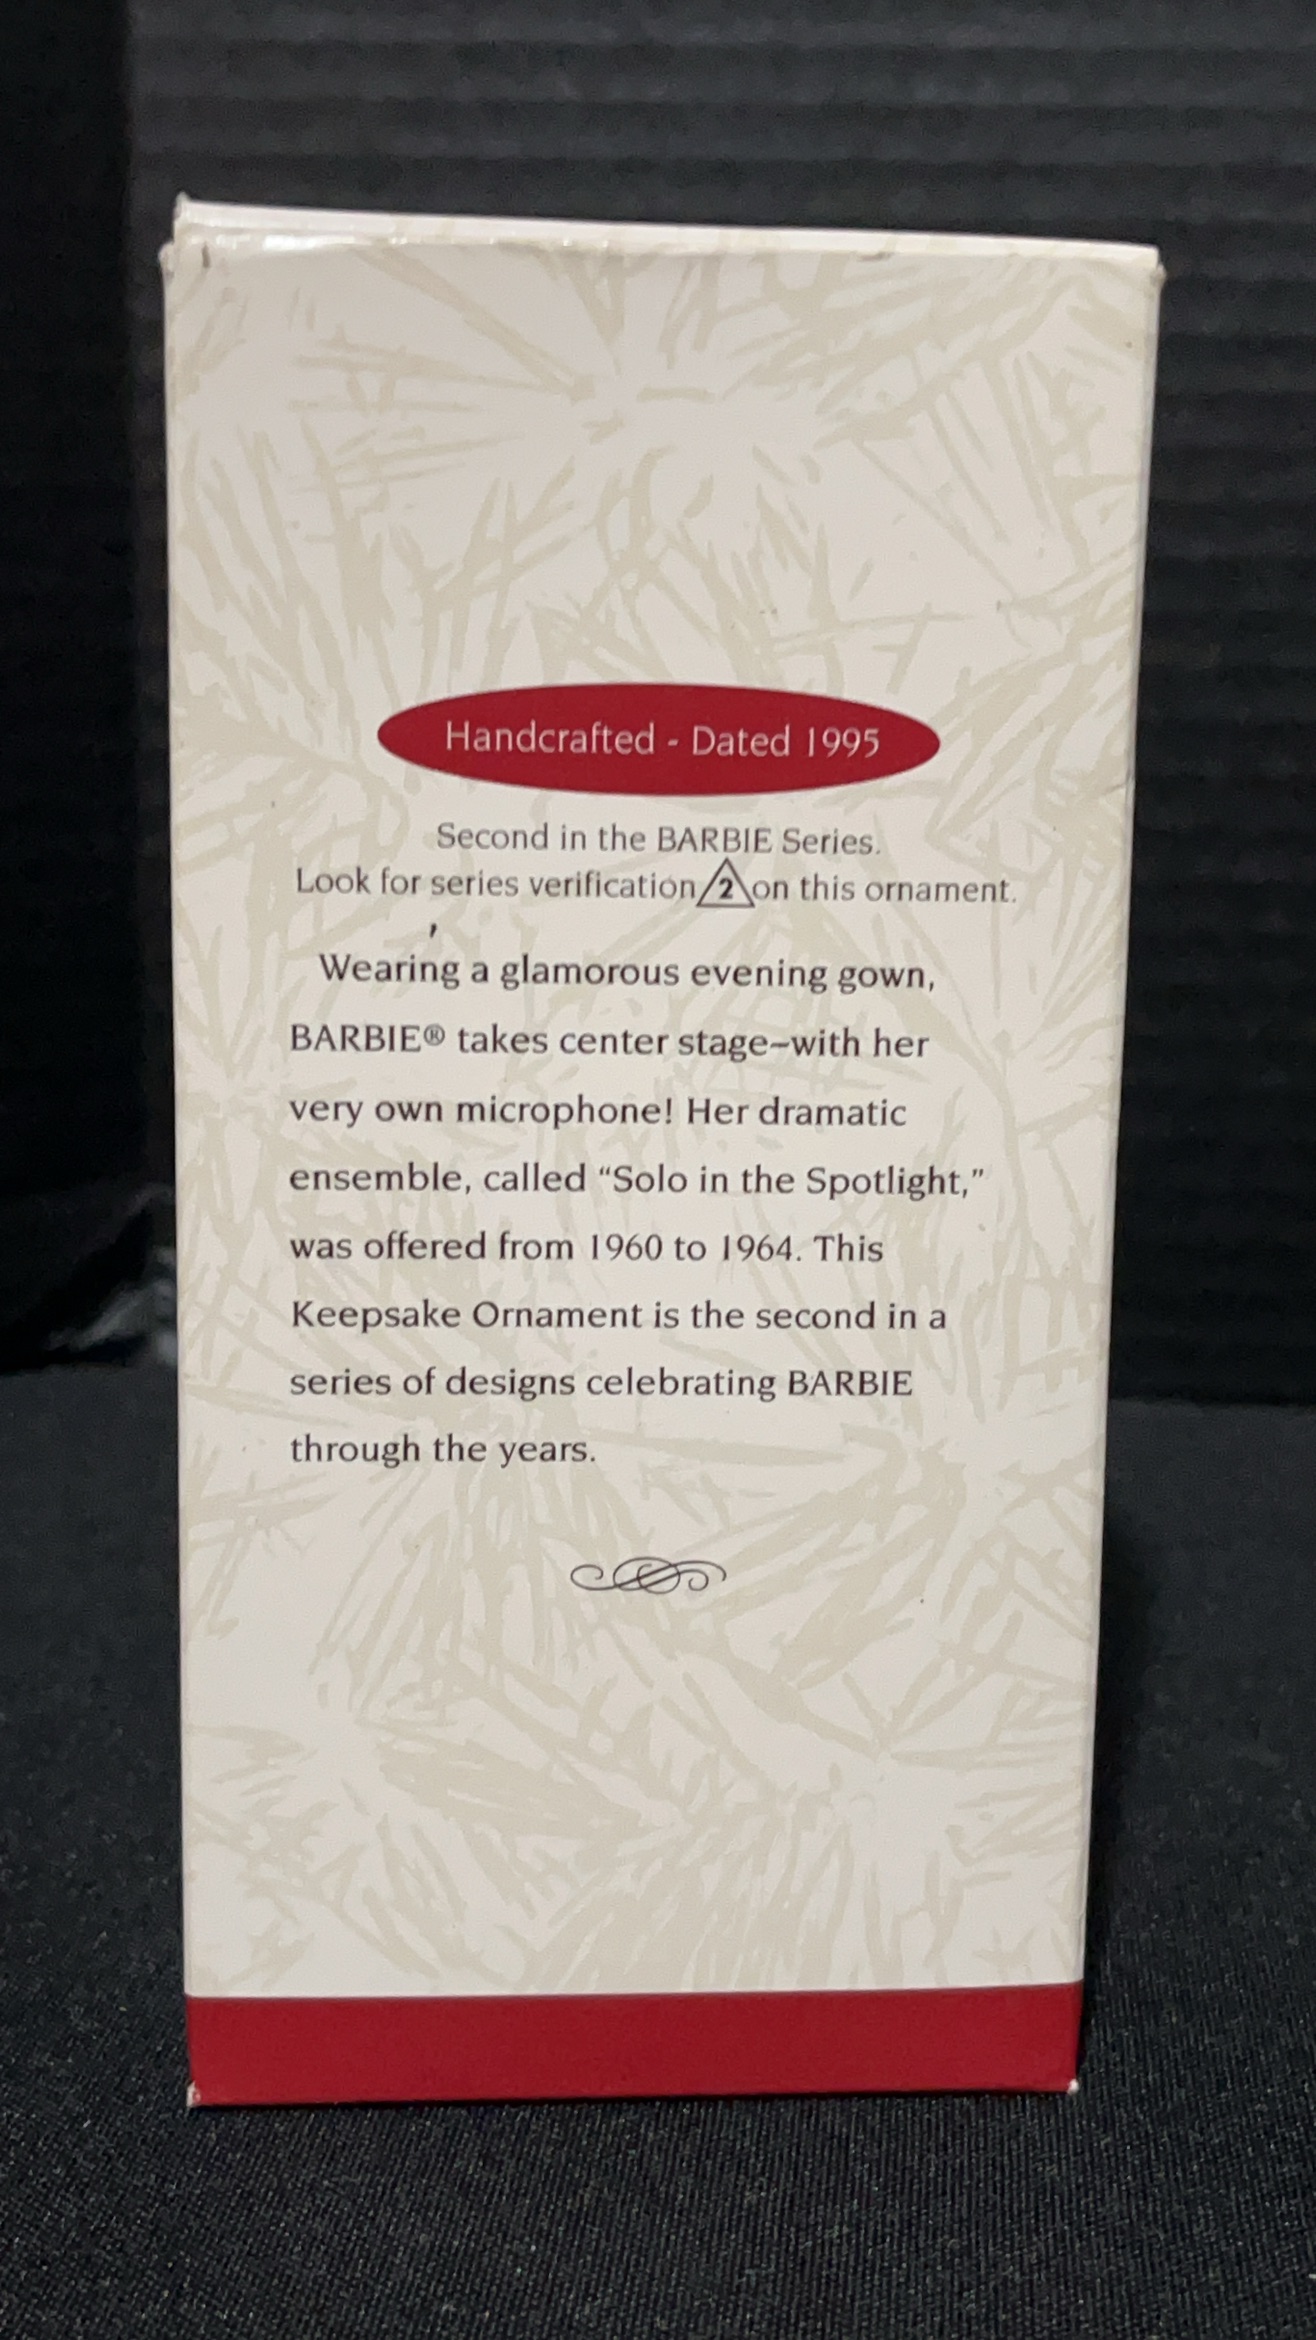 Handcrafted - Dated 1995
Second in the BARBIE Series.
Look for series verification 2 on this ornament.
Wearing a glamorous evening gown,
BARBIE® takes center stage–with her
very own microphone! Her dramatic
ensemble, called “Solo in the Spotlight,”
was offered from 1960 to 1964. This
Keepsake Ornament is the second in a
series of designs celebrating BARBIE
through the years.